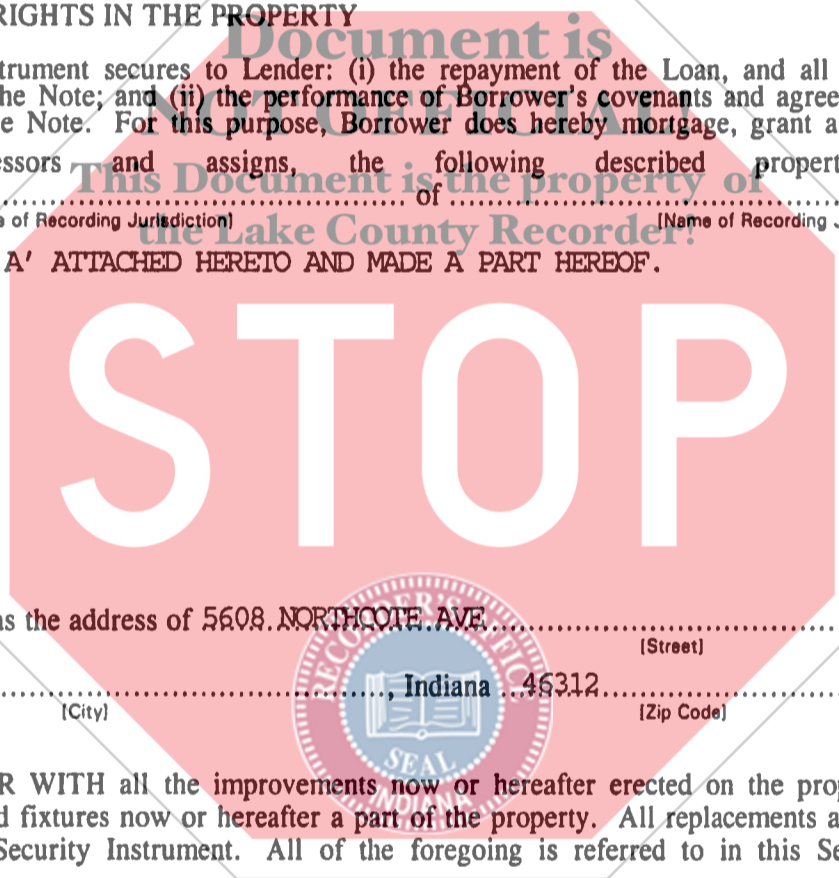 RIGHTS IN THE PROPERTY
Document is
trument secures to Lender: (i) the repayment of the Loan, and all
he Note; and (ii) the performance of Borrower's covenants and agree
NOT OFFICIAL
e Note. For this purpose, Borrower does hereby mortgage, grant a
essors and assigns, the following described propert
This Document is the property of
of
e of Recording Jurisdiction] [Name of Recording J
the Lake County Recorder!
A' ATTACHED HERETO AND MADE A PART HEREOF.
STOP
as the address of 5608 NORTHCOTE AVE
[Street]
, Indiana 46312
[City] [Zip Code]
RECORDER'S OFFICE
SEAL
INDIANA
R WITH all the improvements now or hereafter erected on the prop
d fixtures now or hereafter a part of the property. All replacements a
Security Instrument. All of the foregoing is referred to in this Se